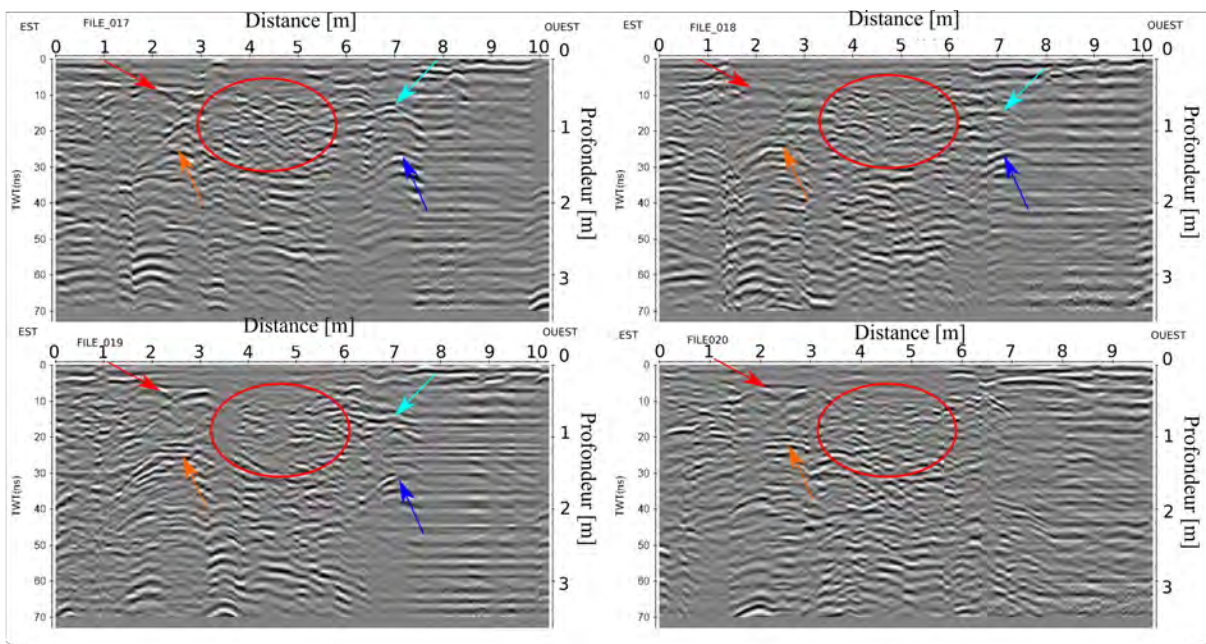 EST FILE_017 Distance [m] OUEST
0 1 2 3 4 5 6 7 8 9 10
0 10 20 30 40 50 60 70
TWT(ns)
0 1 2 3
Profondeur [m]
EST FILE_018 Distance [m] OUEST
0 1 2 3 4 5 6 7 8 9 10
0 10 20 30 40 50 60 70
TWT(ns)
0 1 2 3
Profondeur [m]
EST FILE_019 Distance [m] OUEST
0 1 2 3 4 5 6 7 8 9 10
0 10 20 30 40 50 60 70
TWT(ns)
0 1 2 3
Profondeur [m]
EST FILE020 Distance [m] OUEST
0 1 2 3 4 5 6 7 8 9 10
0 10 20 30 40 50 60 70
TWT(ns)
0 1 2 3
Profondeur [m]